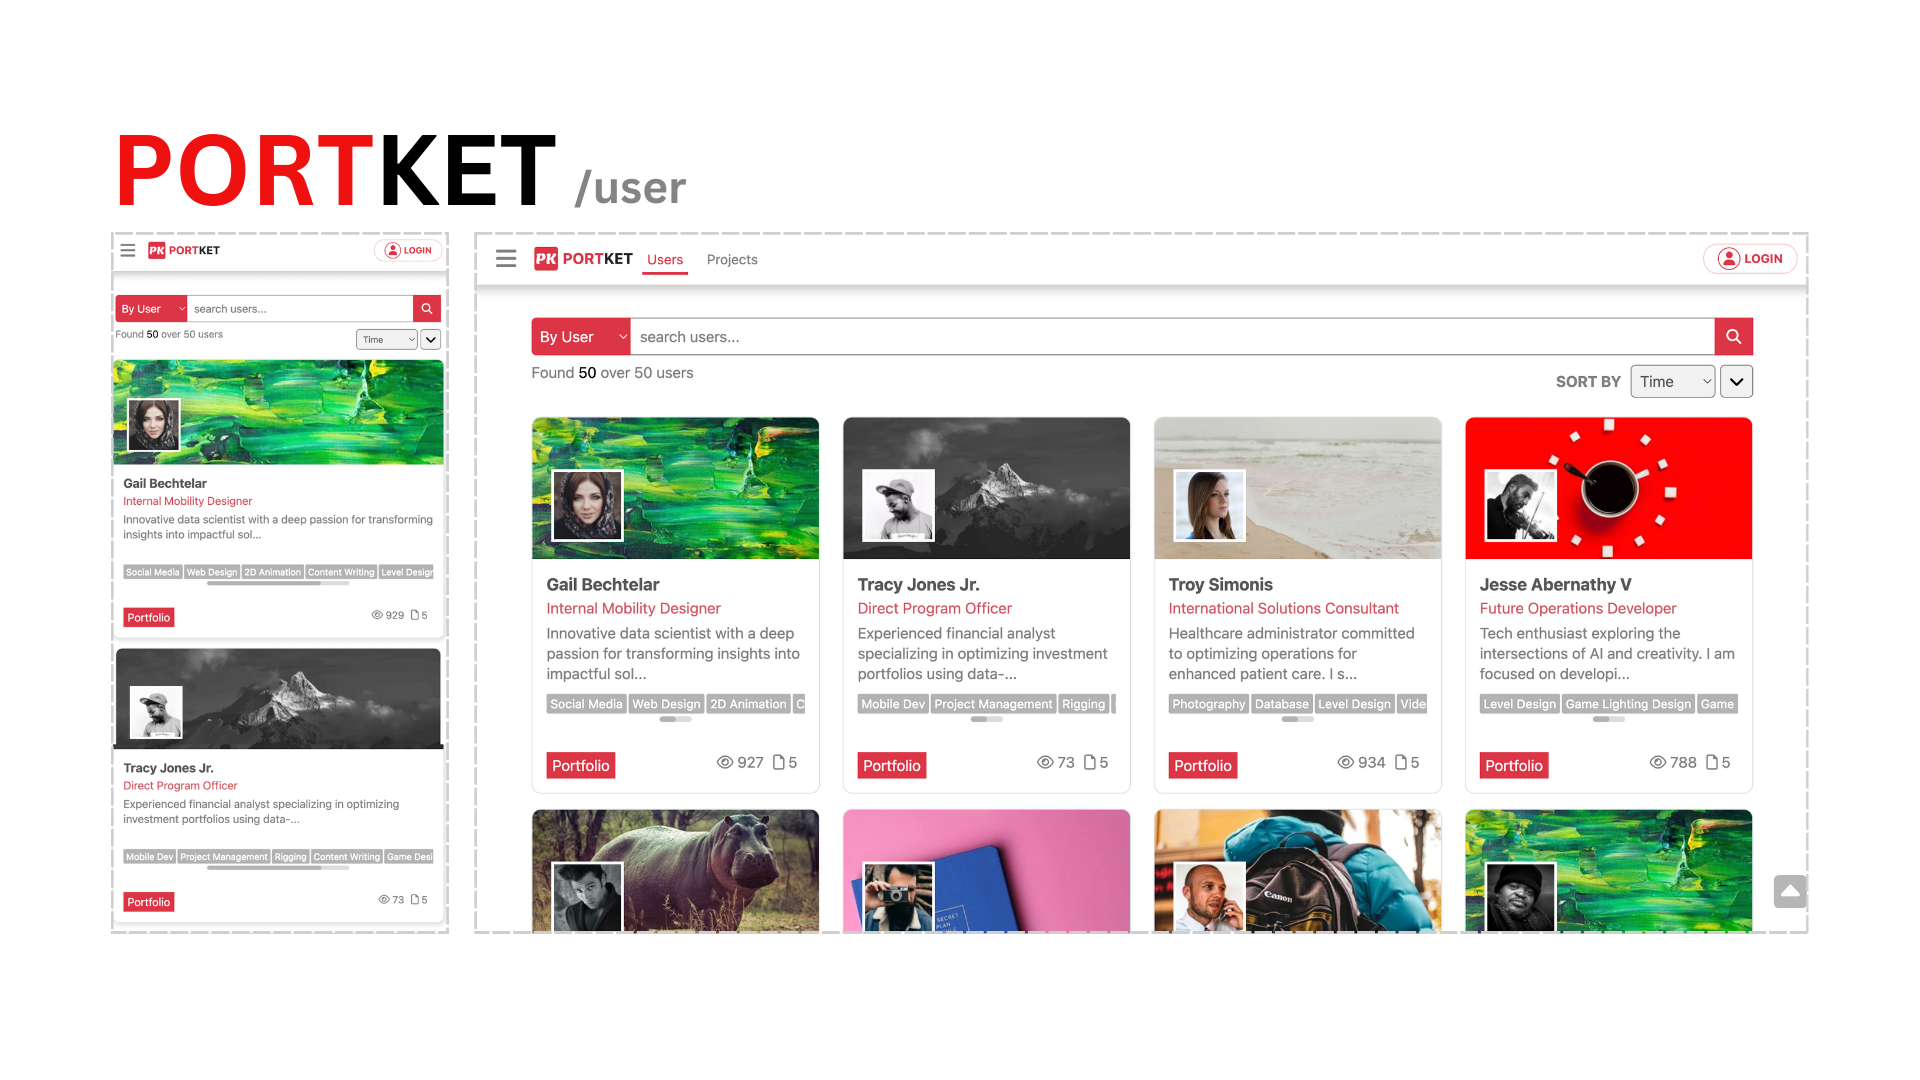 PORTKET /user
PK PORTKET
LOGIN
By User
search users...
Found 50 over 50 users
Time
Gail Bechtelar
Internal Mobility Designer
Innovative data scientist with a deep passion for transforming
insights into impactful sol...
Social Media Web Design 2D Animation Content Writing Level Design
Portfolio
929 5
Tracy Jones Jr.
Direct Program Officer
Experienced financial analyst specializing in optimizing
investment portfolios using data-...
Mobile Dev Project Management Rigging Content Writing Game Desi
Portfolio
73 5
PK PORTKET Users Projects
LOGIN
By User
search users...
Found 50 over 50 users
SORT BY Time
Gail Bechtelar
Internal Mobility Designer
Innovative data scientist with a deep
passion for transforming insights into
impactful sol...
Social Media Web Design 2D Animation C
Portfolio
927 5
Tracy Jones Jr.
Direct Program Officer
Experienced financial analyst
specializing in optimizing investment
portfolios using data-...
Mobile Dev Project Management Rigging
Portfolio
73 5
Troy Simonis
International Solutions Consultant
Healthcare administrator committed
to optimizing operations for
enhanced patient care. I s...
Photography Database Level Design Vide
Portfolio
934 5
Jesse Abernathy V
Future Operations Developer
Tech enthusiast exploring the
intersections of AI and creativity. I am
focused on developi...
Level Design Game Lighting Design Game
Portfolio
788 5
SECRET
PLAN
Canon